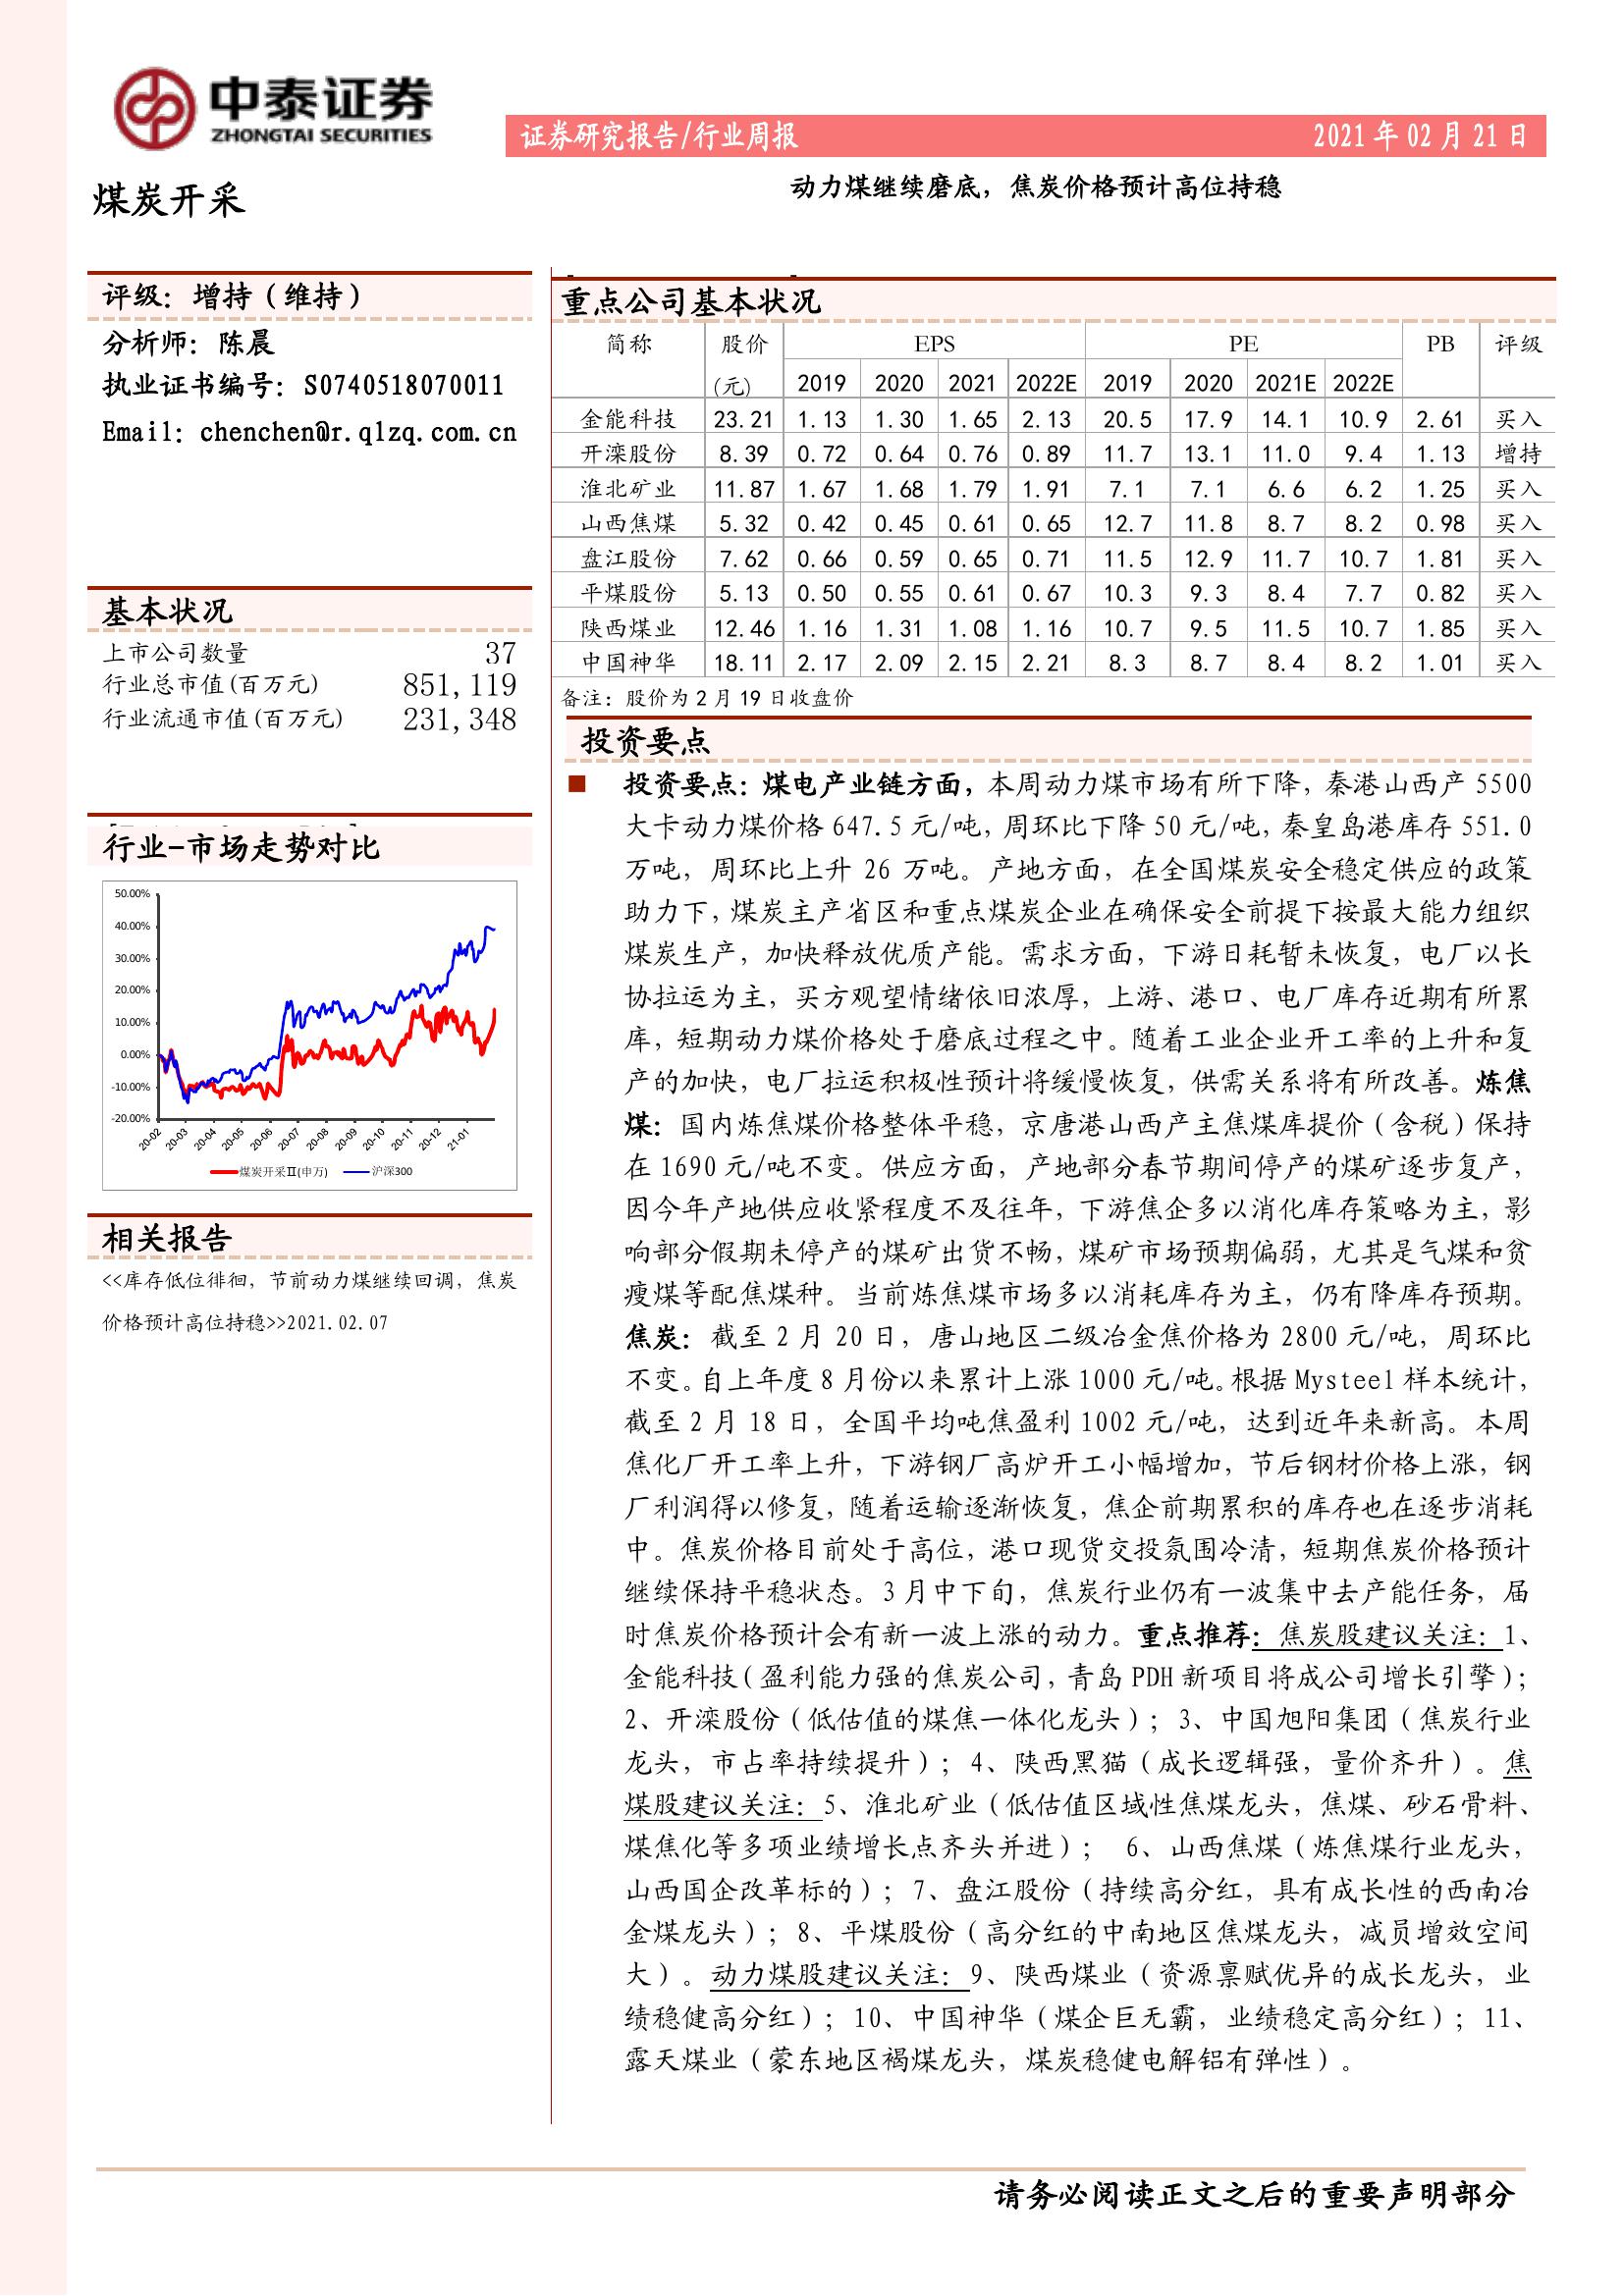 中泰证券
ZHONGTAI SECURITIES
证券研究报告/行业周报 2021年02月21日
煤炭开采
动力煤继续磨底，焦炭价格预计高位持稳
评级：增持（维持）
分析师：陈晨
执业证书编号：S0740518070011
Email：chenchen@r.qlzq.com.cn
基本状况
上市公司数量 37
行业总市值(百万元) 851,119
行业流通市值(百万元) 231,348
行业-市场走势对比
50.00%
40.00%
30.00%
20.00%
10.00%
0.00%
-10.00%
-20.00%
20-02 20-03 20-04 20-05 20-06 20-07 20-08 20-09 20-10 20-11 20-12 21-01
煤炭开采II(申万) 沪深300
相关报告
<<库存低位徘徊，节前动力煤继续回调，焦炭
价格预计高位持稳>>2021.02.07
重点公司基本状况
简称 股价 EPS PE PB 评级
(元) 2019 2020 2021 2022E 2019 2020 2021E 2022E
金能科技 23.21 1.13 1.30 1.65 2.13 20.5 17.9 14.1 10.9 2.61 买入
开滦股份 8.39 0.72 0.64 0.76 0.89 11.7 13.1 11.0 9.4 1.13 增持
淮北矿业 11.87 1.67 1.68 1.79 1.91 7.1 7.1 6.6 6.2 1.25 买入
山西焦煤 5.32 0.42 0.45 0.61 0.65 12.7 11.8 8.7 8.2 0.98 买入
盘江股份 7.62 0.66 0.59 0.65 0.71 11.5 12.9 11.7 10.7 1.81 买入
平煤股份 5.13 0.50 0.55 0.61 0.67 10.3 9.3 8.4 7.7 0.82 买入
陕西煤业 12.46 1.16 1.31 1.08 1.16 10.7 9.5 11.5 10.7 1.85 买入
中国神华 18.11 2.17 2.09 2.15 2.21 8.3 8.7 8.4 8.2 1.01 买入
备注：股价为2月19日收盘价
投资要点
■ 投资要点：煤电产业链方面，本周动力煤市场有所下降，秦港山西产5500
大卡动力煤价格647.5元/吨，周环比下降50元/吨，秦皇岛港库存551.0
万吨，周环比上升26万吨。产地方面，在全国煤炭安全稳定供应的政策
助力下，煤炭主产省区和重点煤炭企业在确保安全前提下按最大能力组织
煤炭生产，加快释放优质产能。需求方面，下游日耗暂未恢复，电厂以长
协拉运为主，买方观望情绪依旧浓厚，上游、港口、电厂库存近期有所累
库，短期动力煤价格处于磨底过程之中。随着工业企业开工率的上升和复
产的加快，电厂拉运积极性预计将缓慢恢复，供需关系将有所改善。炼焦
煤：国内炼焦煤价格整体平稳，京唐港山西产主焦煤库提价（含税）保持
在1690元/吨不变。供应方面，产地部分春节期间停产的煤矿逐步复产，
因今年产地供应收紧程度不及往年，下游焦企多以消化库存策略为主，影
响部分假期未停产的煤矿出货不畅，煤矿市场预期偏弱，尤其是气煤和贫
瘦煤等配焦煤种。当前炼焦煤市场多以消耗库存为主，仍有降库存预期。
焦炭：截至2月20日，唐山地区二级冶金焦价格为2800元/吨，周环比
不变。自上年度8月份以来累计上涨1000元/吨。根据Mysteel样本统计，
截至2月18日，全国平均吨焦盈利1002元/吨，达到近年来新高。本周
焦化厂开工率上升，下游钢厂高炉开工小幅增加，节后钢材价格上涨，钢
厂利润得以修复，随着运输逐渐恢复，焦企前期累积的库存也在逐步消耗
中。焦炭价格目前处于高位，港口现货交投氛围冷清，短期焦炭价格预计
继续保持平稳状态。3月中下旬，焦炭行业仍有一波集中去产能任务，届
时焦炭价格预计会有新一波上涨的动力。重点推荐：焦炭股建议关注：1、
金能科技（盈利能力强的焦炭公司，青岛PDH新项目将成公司增长引擎）；
2、开滦股份（低估值的煤焦一体化龙头）；3、中国旭阳集团（焦炭行业
龙头，市占率持续提升）；4、陕西黑猫（成长逻辑强，量价齐升）。焦
煤股建议关注：5、淮北矿业（低估值区域性焦煤龙头，焦煤、砂石骨料、
煤焦化等多项业绩增长点齐头并进）； 6、山西焦煤（炼焦煤行业龙头，
山西国企改革标的）；7、盘江股份（持续高分红，具有成长性的西南冶
金煤龙头）；8、平煤股份（高分红的中南地区焦煤龙头，减员增效空间
大）。动力煤股建议关注：9、陕西煤业（资源禀赋优异的成长龙头，业
绩稳健高分红）；10、中国神华（煤企巨无霸，业绩稳定高分红）；11、
露天煤业（蒙东地区褐煤龙头，煤炭稳健电解铝有弹性）。
请务必阅读正文之后的重要声明部分